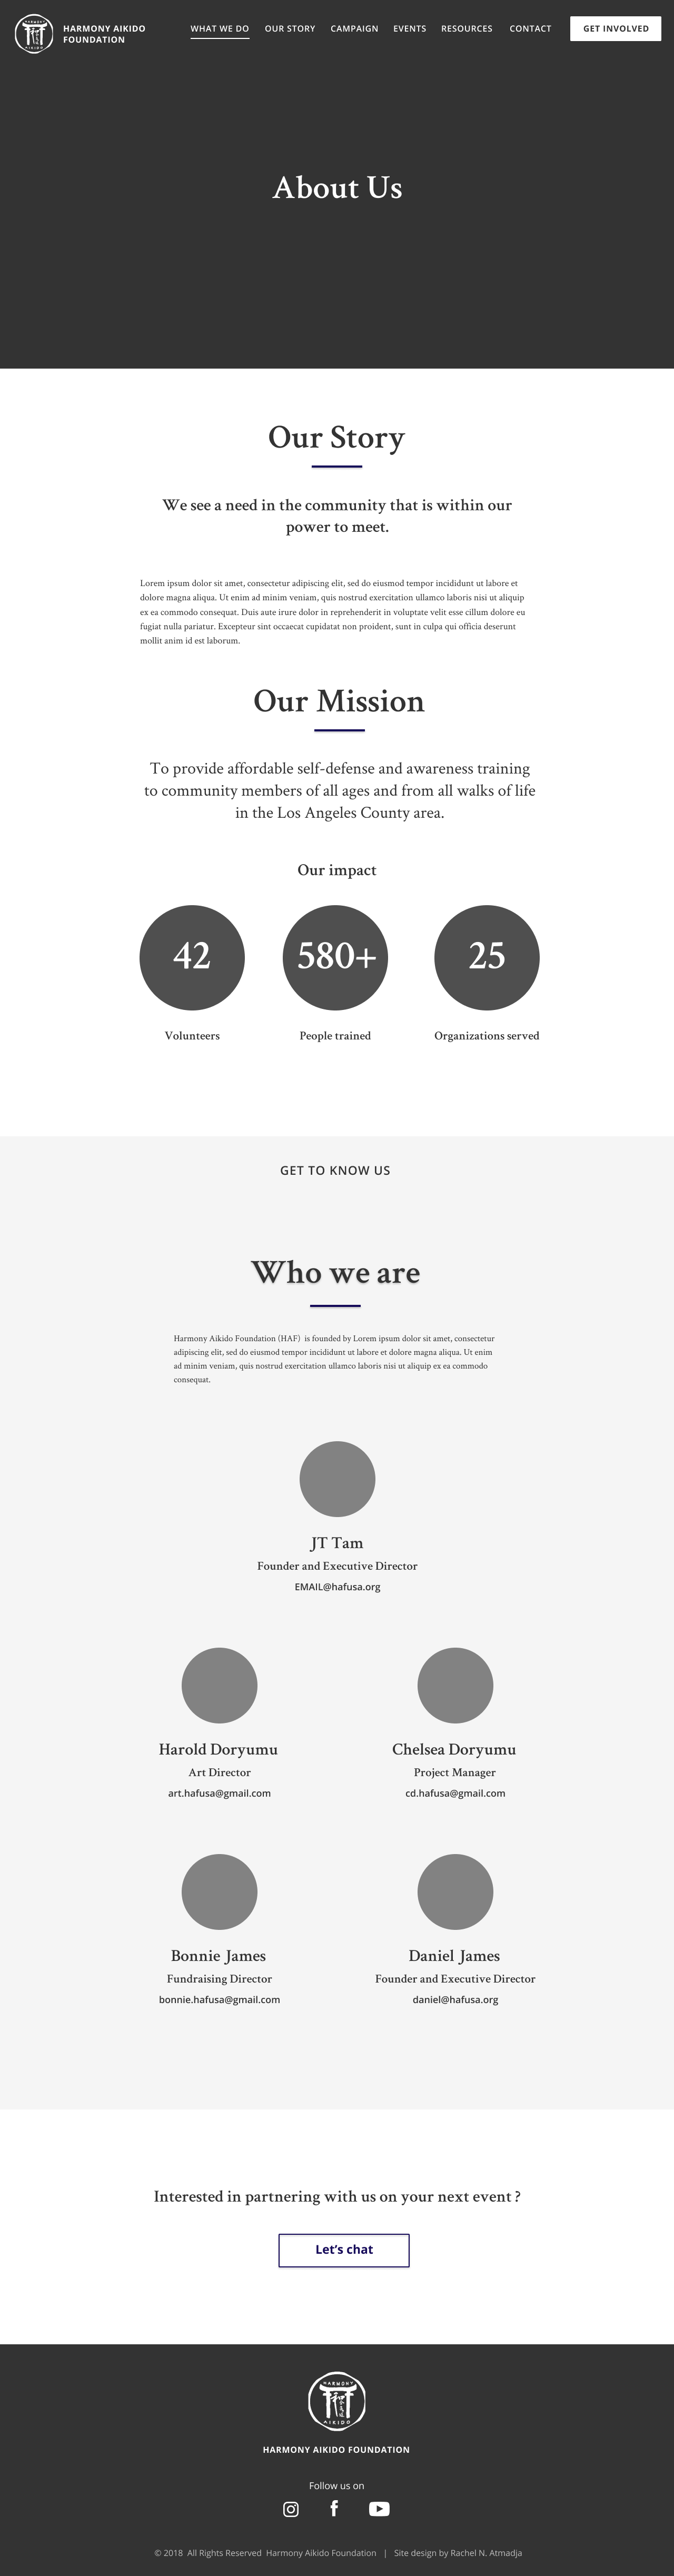 HARMONY AIKIDO
FOUNDATION
WHAT WE DO OUR STORY CAMPAIGN EVENTS RESOURCES CONTACT GET INVOLVED
About Us
Our Story
We see a need in the community that is within our
power to meet.
Lorem ipsum dolor sit amet, consectetur adipiscing elit, sed do eiusmod tempor incididunt ut labore et
dolore magna aliqua. Ut enim ad minim veniam, quis nostrud exercitation ullamco laboris nisi ut aliquip
ex ea commodo consequat. Duis aute irure dolor in reprehenderit in voluptate velit esse cillum dolore eu
fugiat nulla pariatur. Excepteur sint occaecat cupidatat non proident, sunt in culpa qui officia deserunt
mollit anim id est laborum.
Our Mission
To provide affordable self-defense and awareness training
to community members of all ages and from all walks of life
in the Los Angeles County area.
Our impact
42 580+ 25
Volunteers People trained Organizations served
GET TO KNOW US
Who we are
Harmony Aikido Foundation (HAF) is founded by Lorem ipsum dolor sit amet, consectetur
adipiscing elit, sed do eiusmod tempor incididunt ut labore et dolore magna aliqua. Ut enim
ad minim veniam, quis nostrud exercitation ullamco laboris nisi ut aliquip ex ea commodo
consequat.
JT Tam
Founder and Executive Director
EMAIL@hafusa.org
Harold Doryumu Chelsea Doryumu
Art Director Project Manager
art.hafusa@gmail.com cd.hafusa@gmail.com
Bonnie James Daniel James
Fundraising Director Founder and Executive Director
bonnie.hafusa@gmail.com daniel@hafusa.org
Interested in partnering with us on your next event ?
Let's chat
HARMONY
AIKIDO
HARMONY AIKIDO FOUNDATION
Follow us on
© 2018 All Rights Reserved Harmony Aikido Foundation | Site design by Rachel N. Atmadja